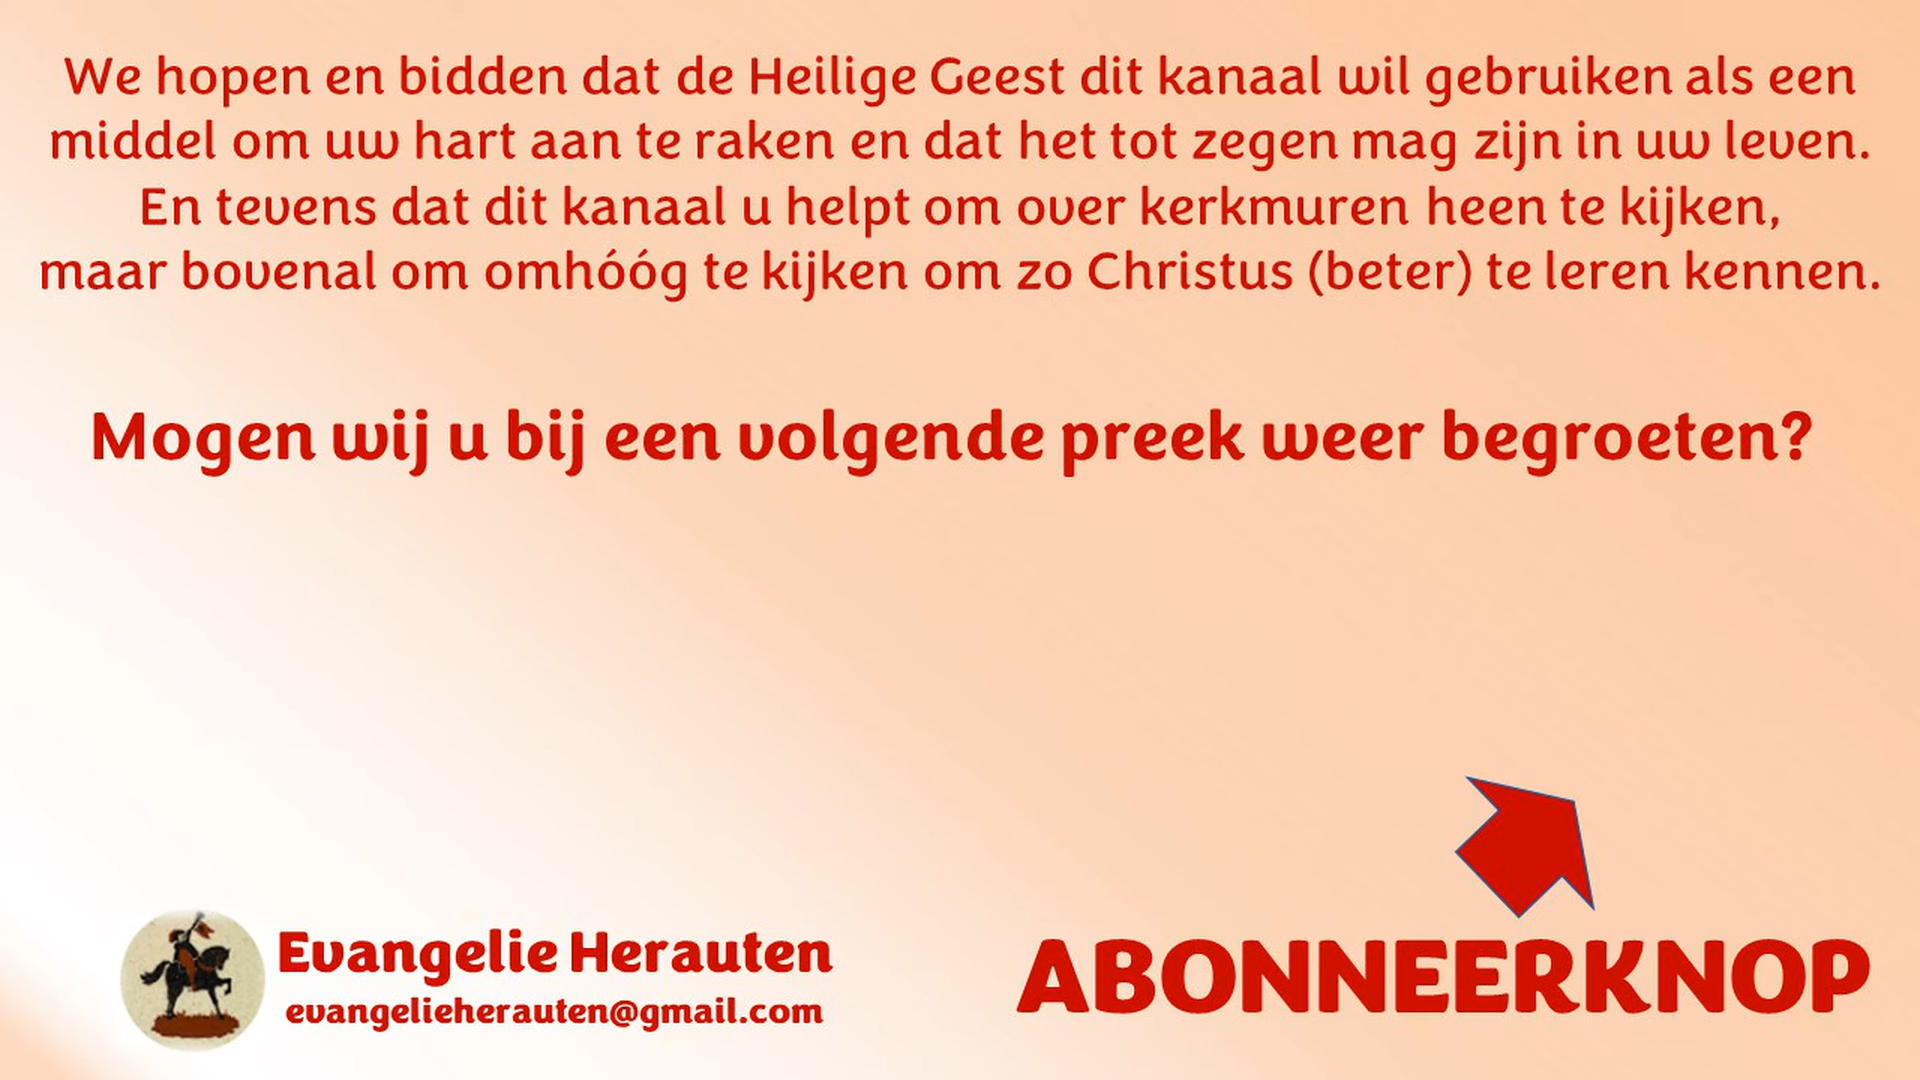 We hopen en bidden dat de Heilige Geest dit kanaal wil gebruiken als een
middel om uw hart aan te raken en dat het tot zegen mag zijn in uw leven.
En tevens dat dit kanaal u helpt om over kerkmuren heen te kijken,
maar bovenal om omhóóg te kijken om zo Christus (beter) te leren kennen.
Mogen wij u bij een volgende preek weer begroeten?
Evangelie Herauten
evangelieherauten@gmail.com
ABONNEERKNOP